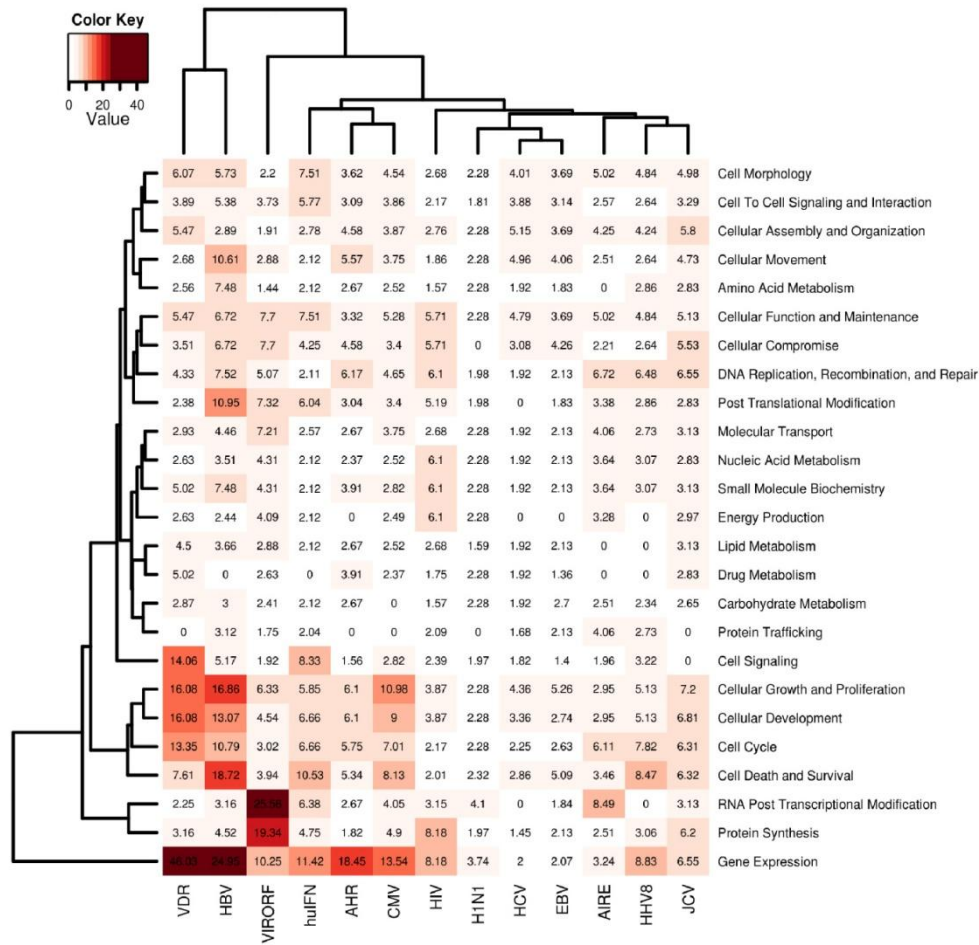 Color Key
0 20 40
Value
6.07 5.73 2.2 7.51 3.62 4.54 2.68 2.28 4.01 3.69 5.02 4.84 4.98 Cell Morphology
3.89 5.38 3.73 5.77 3.09 3.86 2.17 1.81 3.88 3.14 2.57 2.64 3.29 Cell To Cell Signaling and Interaction
5.47 2.89 1.91 2.78 4.58 3.87 2.76 2.28 5.15 3.69 4.25 4.24 5.8 Cellular Assembly and Organization
2.68 10.61 2.88 2.12 5.57 3.75 1.86 2.28 4.96 4.06 2.51 2.64 4.73 Cellular Movement
2.56 7.48 1.44 2.12 2.67 2.52 1.57 2.28 1.92 1.83 0 2.86 2.83 Amino Acid Metabolism
5.47 6.72 7.7 7.51 3.32 5.28 5.71 2.28 4.79 3.69 5.02 4.84 5.13 Cellular Function and Maintenance
3.51 6.72 7.7 4.25 4.58 3.4 5.71 0 3.08 4.26 2.21 2.64 5.53 Cellular Compromise
4.33 7.52 5.07 2.11 6.17 4.65 6.1 1.98 1.92 2.13 6.72 6.48 6.55 DNA Replication, Recombination, and Repair
2.38 10.95 7.32 6.04 3.04 3.4 5.19 1.98 0 1.83 3.38 2.86 2.83 Post Translational Modification
2.93 4.46 7.21 2.57 2.67 3.75 2.68 2.28 1.92 2.13 4.06 2.73 3.13 Molecular Transport
2.63 3.51 4.31 2.12 2.37 2.52 6.1 2.28 1.92 2.13 3.64 3.07 2.83 Nucleic Acid Metabolism
5.02 7.48 4.31 2.12 3.91 2.82 6.1 2.28 1.92 2.13 3.64 3.07 3.13 Small Molecule Biochemistry
2.63 2.44 4.09 2.12 0 2.49 6.1 2.28 0 0 3.28 0 2.97 Energy Production
4.5 3.66 2.88 2.12 2.67 2.52 2.68 1.59 1.92 2.13 0 0 3.13 Lipid Metabolism
5.02 0 2.63 0 3.91 2.37 1.75 2.28 1.92 1.36 0 0 2.83 Drug Metabolism
2.87 3 2.41 2.12 2.67 0 1.57 2.28 1.92 2.7 2.51 2.34 2.65 Carbohydrate Metabolism
0 3.12 1.75 2.04 0 0 2.09 0 1.68 2.13 4.06 2.73 0 Protein Trafficking
14.06 5.17 1.92 8.33 1.56 2.82 2.39 1.97 1.82 1.4 1.96 3.22 0 Cell Signaling
16.08 16.86 6.33 5.85 6.1 10.98 3.87 2.28 4.36 5.26 2.95 5.13 7.2 Cellular Growth and Proliferation
16.08 13.07 4.54 6.66 6.1 9 3.87 2.28 3.36 2.74 2.95 5.13 6.81 Cellular Development
13.35 10.79 3.02 6.66 5.75 7.01 2.17 2.28 2.25 2.63 6.11 7.82 6.31 Cell Cycle
7.61 18.72 3.94 10.53 5.34 8.13 2.01 2.32 2.86 5.09 3.46 8.47 6.32 Cell Death and Survival
2.25 3.16 6.38 2.67 4.05 3.15 4.1 0 1.84 8.49 0 3.13 RNA Post Transcriptional Modification
3.16 4.52 19.34 4.75 1.82 4.9 8.18 1.97 1.45 2.13 2.51 3.06 6.2 Protein Synthesis
24.95 10.25 11.42 18.45 13.54 8.18 3.74 2 2.07 3.24 8.83 6.55 Gene Expression
VDR HBV VIRORF huIFN AHR CMV HIV H1N1 HCV EBV AIRE HHV8 JCV